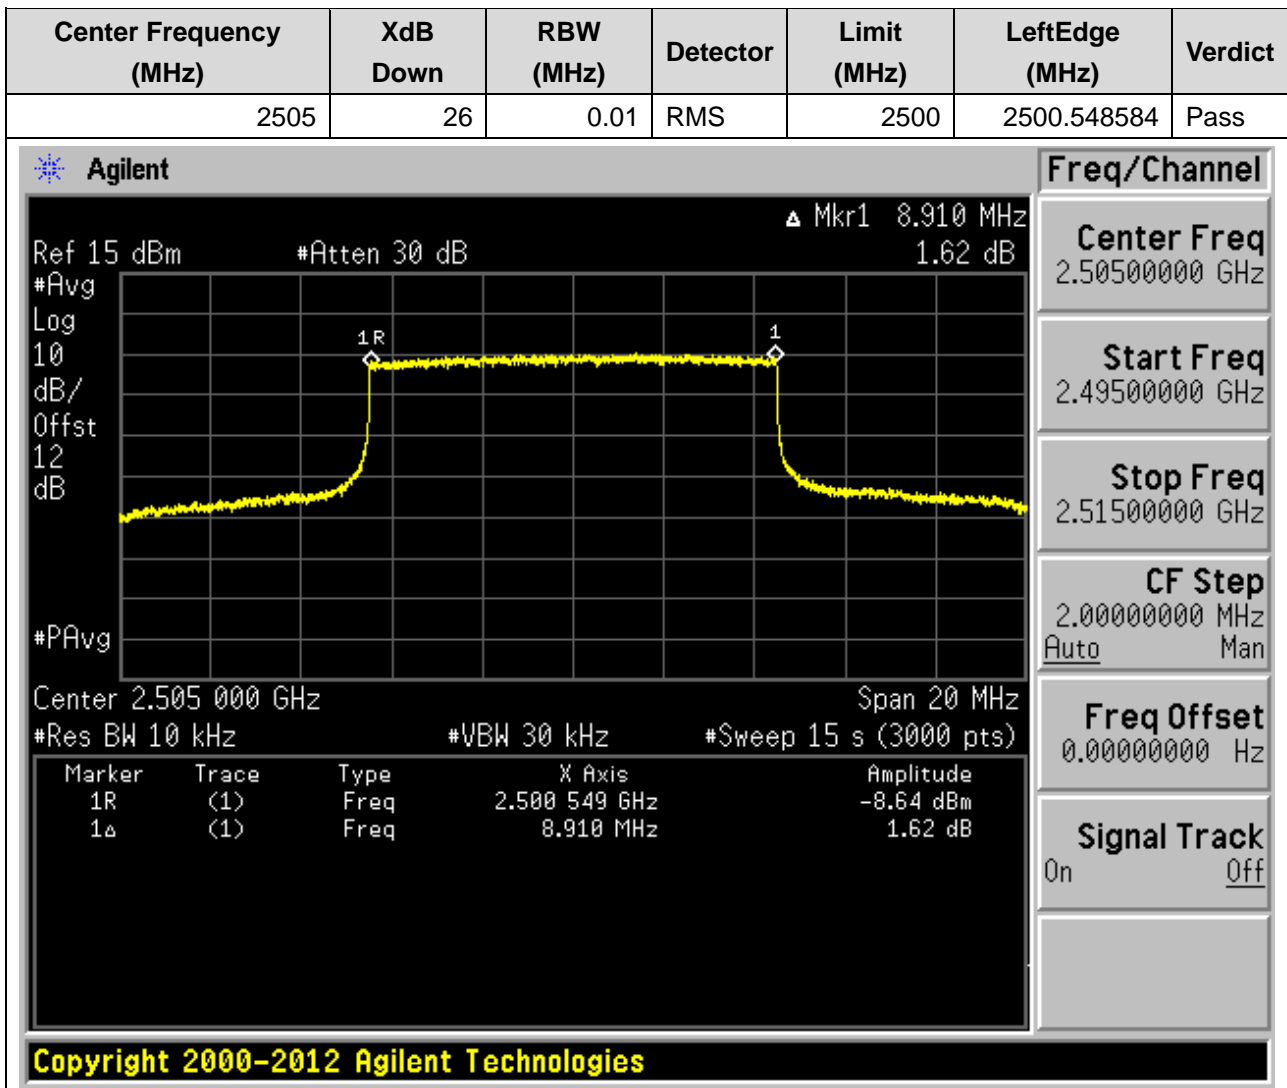 Center Frequency (MHz) XdB Down RBW (MHz) Detector Limit (MHz) LeftEdge (MHz) Verdict
2505 26 0.01 RMS 2500 2500.548584 Pass
Agilent
Freq/Channel
Δ Mkr1 8.910 MHz
Ref 15 dBm #Atten 30 dB 1.62 dB
#Avg
Log
10
dB/
Offst
12
dB
#PAvg
1R
1
Center 2.505 000 GHz Span 20 MHz
#Res BW 10 kHz #VBW 30 kHz #Sweep 15 s (3000 pts)
Marker Trace Type X Axis Amplitude
1R (1) Freq 2.500 549 GHz -8.64 dBm
1Δ (1) Freq 8.910 MHz 1.62 dB
Center Freq
2.50500000 GHz
Start Freq
2.49500000 GHz
Stop Freq
2.51500000 GHz
CF Step
2.00000000 MHz
Auto Man
Freq Offset
0.00000000 Hz
Signal Track
On Off
Copyright 2000-2012 Agilent Technologies